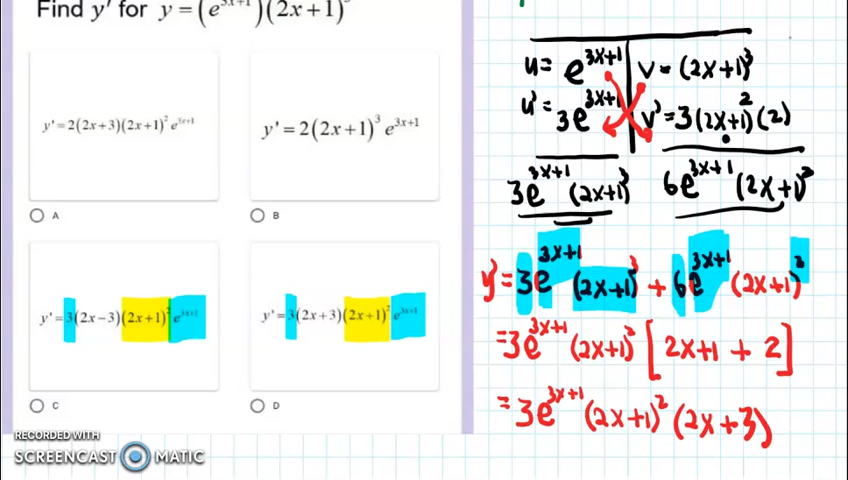 Find y' for y = (e^{3x+1})(2x+1)^3
y' = 2(2x+3)(2x+1)^2 e^{3x+1}
y' = 2(2x+1)^3 e^{3x+1}
A
B
y' = 3(2x-3)(2x+1)^2 e^{3x+1}
y' = 3(2x+3)(2x+1)^2 e^{3x+1}
C
D
RECORDED WITH
SCREENCAST MATIC
u = e^{3x+1} v = (2x+1)^3
u' = 3e^{3x+1} v' = 3(2x+1)^2(2)
3e^{3x+1}(2x+1)^3 6e^{3x+1}(2x+1)^2
y' = 3e^{3x+1}(2x+1)^3 + 6e^{3x+1}(2x+1)^2
= 3e^{3x+1}(2x+1)^2[2x+1 + 2]
= 3e^{3x+1}(2x+1)^2(2x+3)